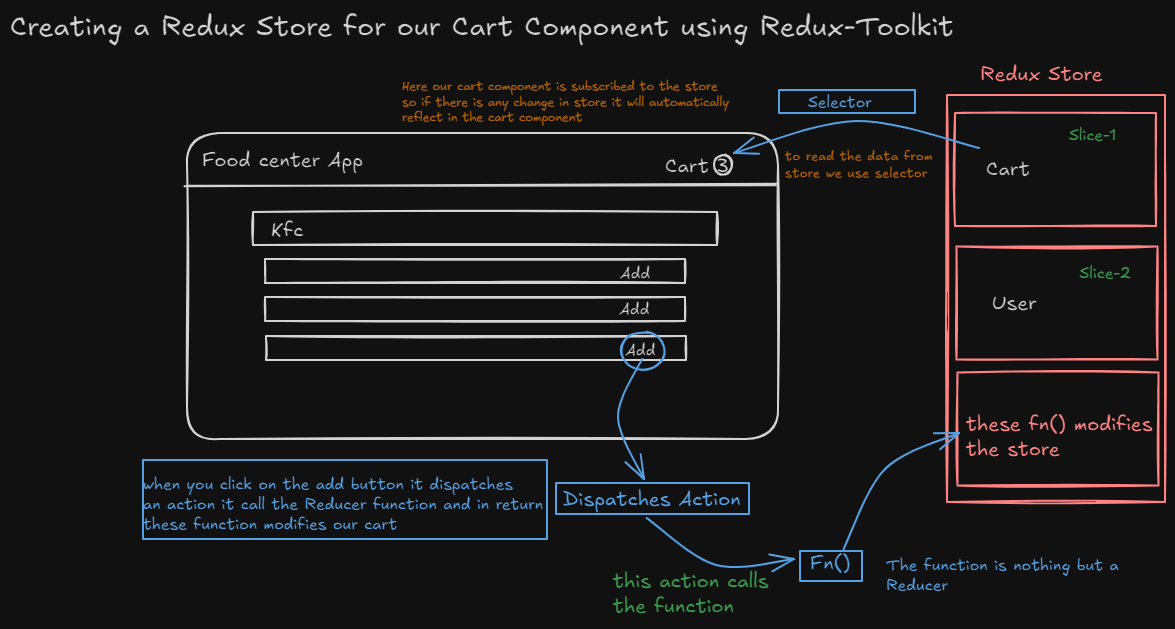 Creating a Redux Store for our Cart Component using Redux-Toolkit
Redux Store
Here our cart component is subscribed to the store
so if there is any change in store it will automatically
reflect in the cart component
Selector
Slice-1
Food center App
Cart 3
to read the data from
store we use selector
Cart
Kfc
Add
Slice-2
User
Add
Add
these fn() modifies
the store
when you click on the add button it dispatches
an action it call the Reducer function and in return
these function modifies our cart
Dispatches Action
Fn()
The function is nothing but a
Reducer
this action calls
the function